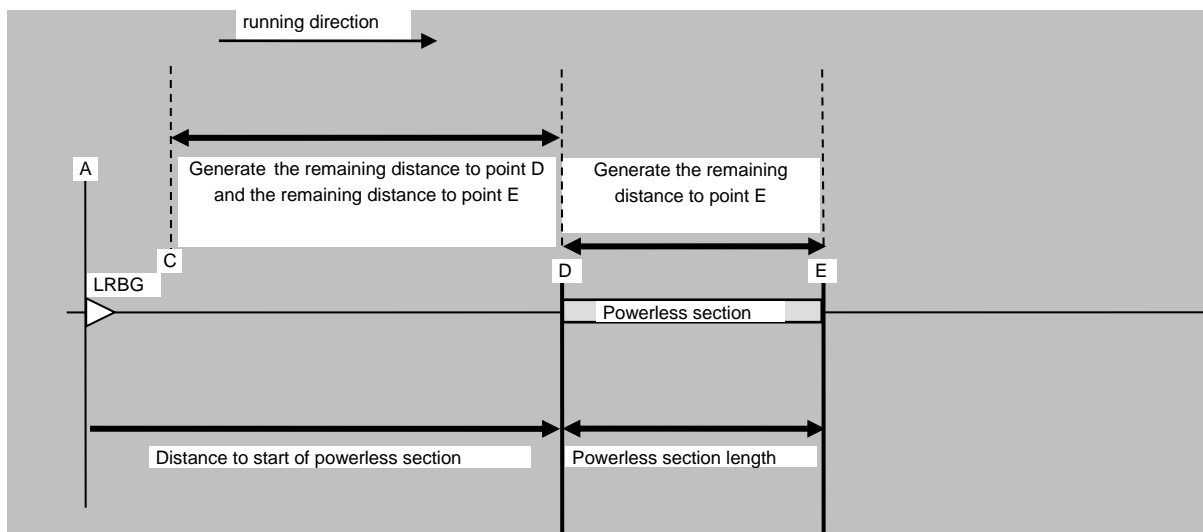 running direction
Generate the remaining distance to point D
and the remaining distance to point E
Generate the remaining
distance to point E
A
C
LRBG
D
E
Powerless section
Distance to start of powerless section
Powerless section length